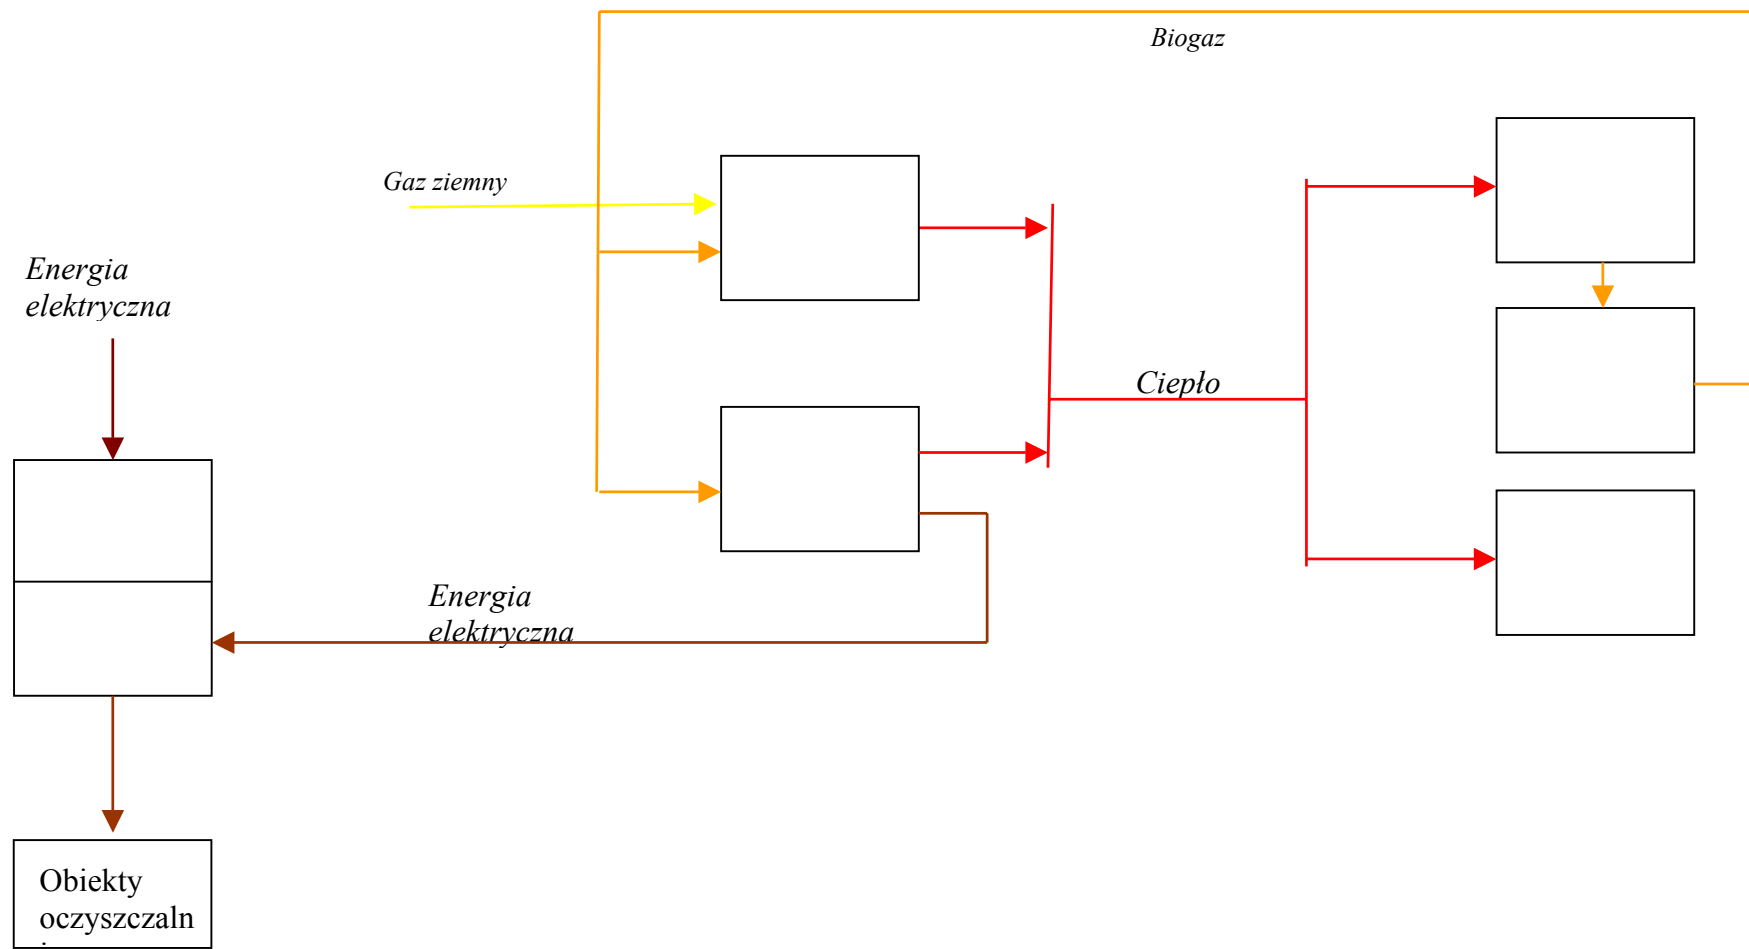 Biogaz
Gaz ziemny
Energia
elektryczna
Ciepło
Energia
elektryczna
Obiekty
oczyszczaln